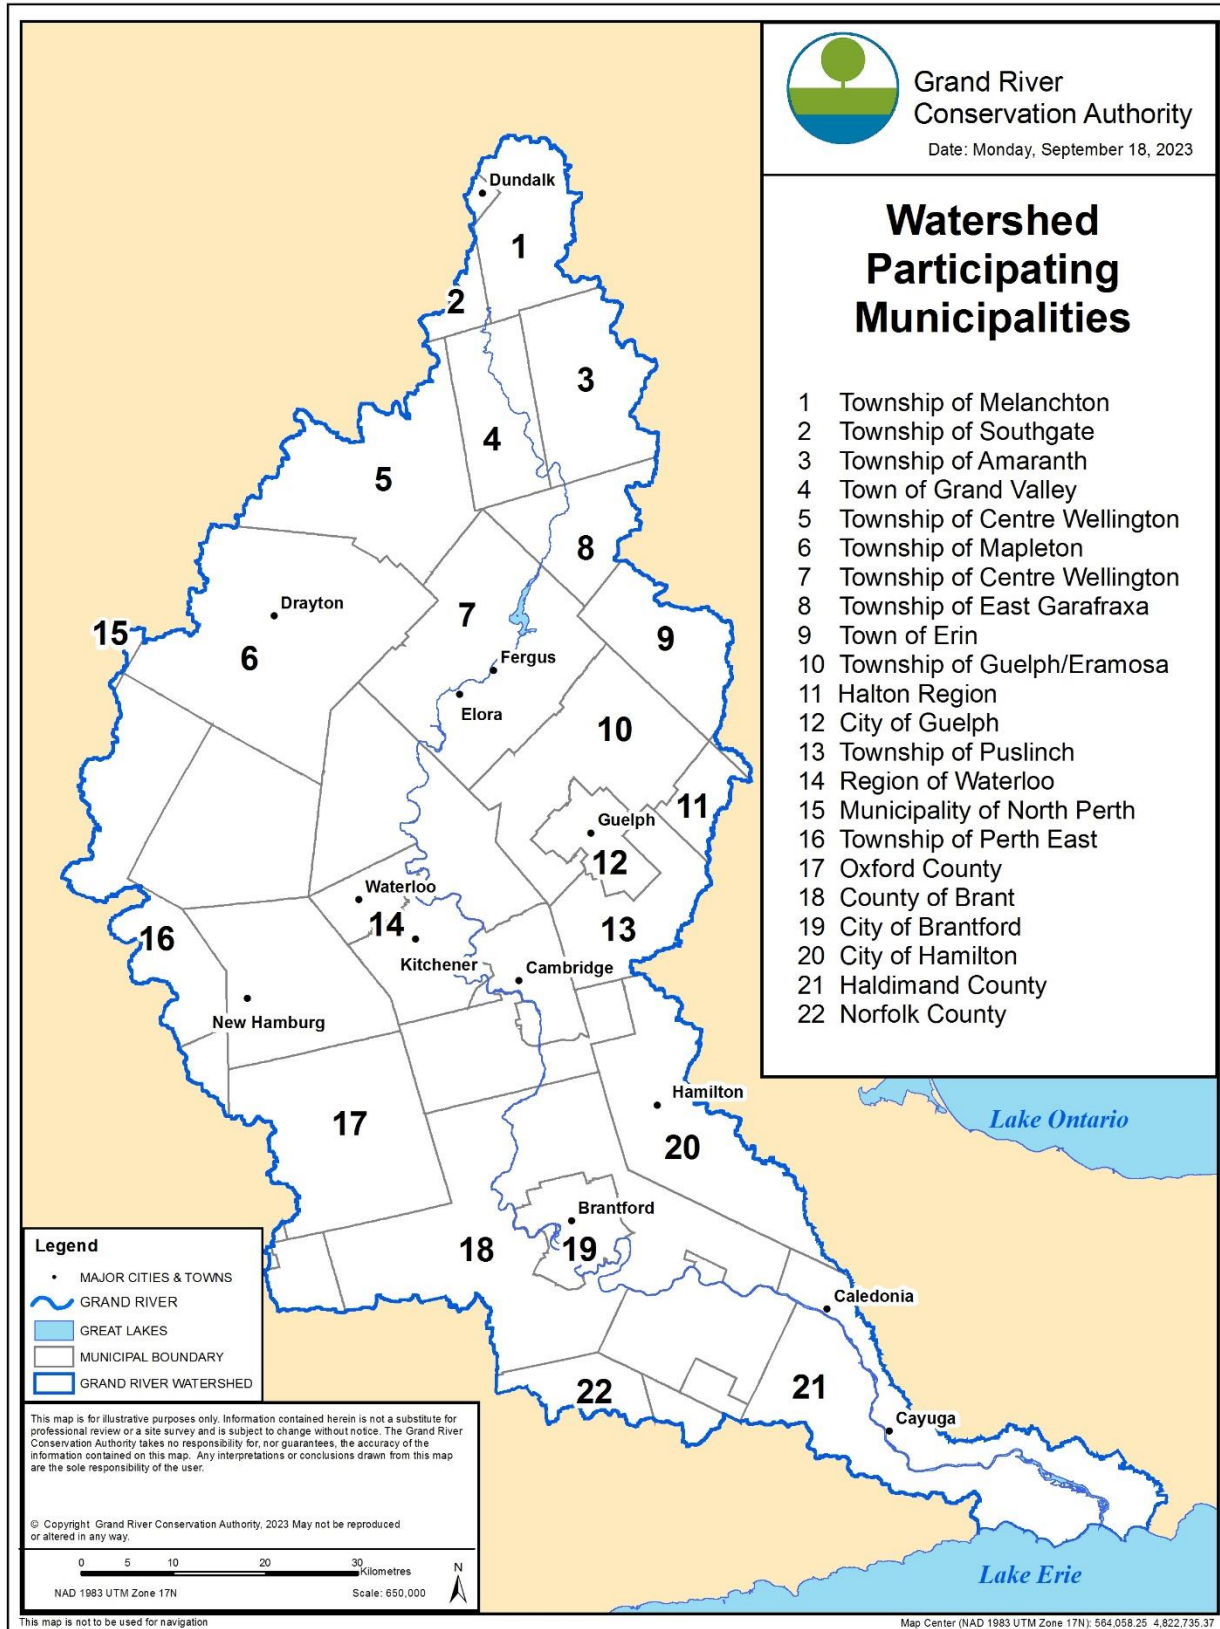 Grand River
Conservation Authority
Date: Monday, September 18, 2023
Watershed
Participating
Municipalities
1 Township of Melanchton
2 Township of Southgate
3 Township of Amaranth
4 Town of Grand Valley
5 Township of Centre Wellington
6 Township of Mapleton
7 Township of Centre Wellington
8 Township of East Garafraxa
9 Town of Erin
10 Township of Guelph/Eramosa
11 Halton Region
12 City of Guelph
13 Township of Puslinch
14 Region of Waterloo
15 Municipality of North Perth
16 Township of Perth East
17 Oxford County
18 County of Brant
19 City of Brantford
20 City of Hamilton
21 Haldimand County
22 Norfolk County
Dundalk
1
2
3
4
5
8
Drayton
7
15
6
9
Fergus
Elora
10
11
Guelph
12
Waterloo
14
13
16
Kitchener
Cambridge
New Hamburg
Hamilton
Lake Ontario
17
20
Brantford
18
19
Caledonia
21
22
Cayuga
Lake Erie
Legend
MAJOR CITIES & TOWNS
GRAND RIVER
GREAT LAKES
MUNICIPAL BOUNDARY
GRAND RIVER WATERSHED
This map is for illustrative purposes only. Information contained herein is not a substitute for
professional review or a site survey and is subject to change without notice. The Grand River
Conservation Authority takes no responsibility for, nor guarantees, the accuracy of the
information contained on this map. Any interpretations or conclusions drawn from this map
are the sole responsibility of the user.
© Copyright Grand River Conservation Authority, 2023 May not be reproduced
or altered in any way.
0 5 10 20 30 Kilometres
N
NAD 1983 UTM Zone 17N Scale: 650,000
This map is not to be used for navigation
Map Center (NAD 1983 UTM Zone 17N): 564,058.25 4,822,735.37